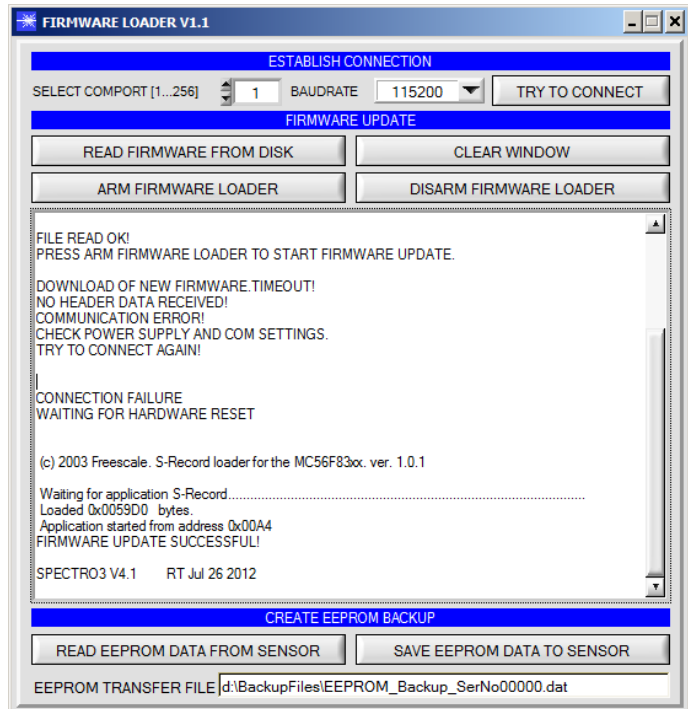 FIRMWARE LOADER V1.1
ESTABLISH CONNECTION
SELECT COMPORT [1...256] 1 BAUDRATE 115200 TRY TO CONNECT
FIRMWARE UPDATE
READ FIRMWARE FROM DISK CLEAR WINDOW
ARM FIRMWARE LOADER DISARM FIRMWARE LOADER
FILE READ OK!
PRESS ARM FIRMWARE LOADER TO START FIRMWARE UPDATE.
DOWNLOAD OF NEW FIRMWARE.TIMEOUT!
NO HEADER DATA RECEIVED!
COMMUNICATION ERROR!
CHECK POWER SUPPLY AND COM SETTINGS.
TRY TO CONNECT AGAIN!
CONNECTION FAILURE
WAITING FOR HARDWARE RESET
(c) 2003 Freescale. S-Record loader for the MC56F83xx. ver. 1.0.1
Waiting for application S-Record.........................................................................................
Loaded 0x0059D0 bytes.
Application started from address 0x00A4
FIRMWARE UPDATE SUCCESSFUL!
SPECTRO3 V4.1 RT Jul 26 2012
CREATE EEPROM BACKUP
READ EEPROM DATA FROM SENSOR SAVE EEPROM DATA TO SENSOR
EEPROM TRANSFER FILE d:\BackupFiles\EEPROM_Backup_SerNo00000.dat